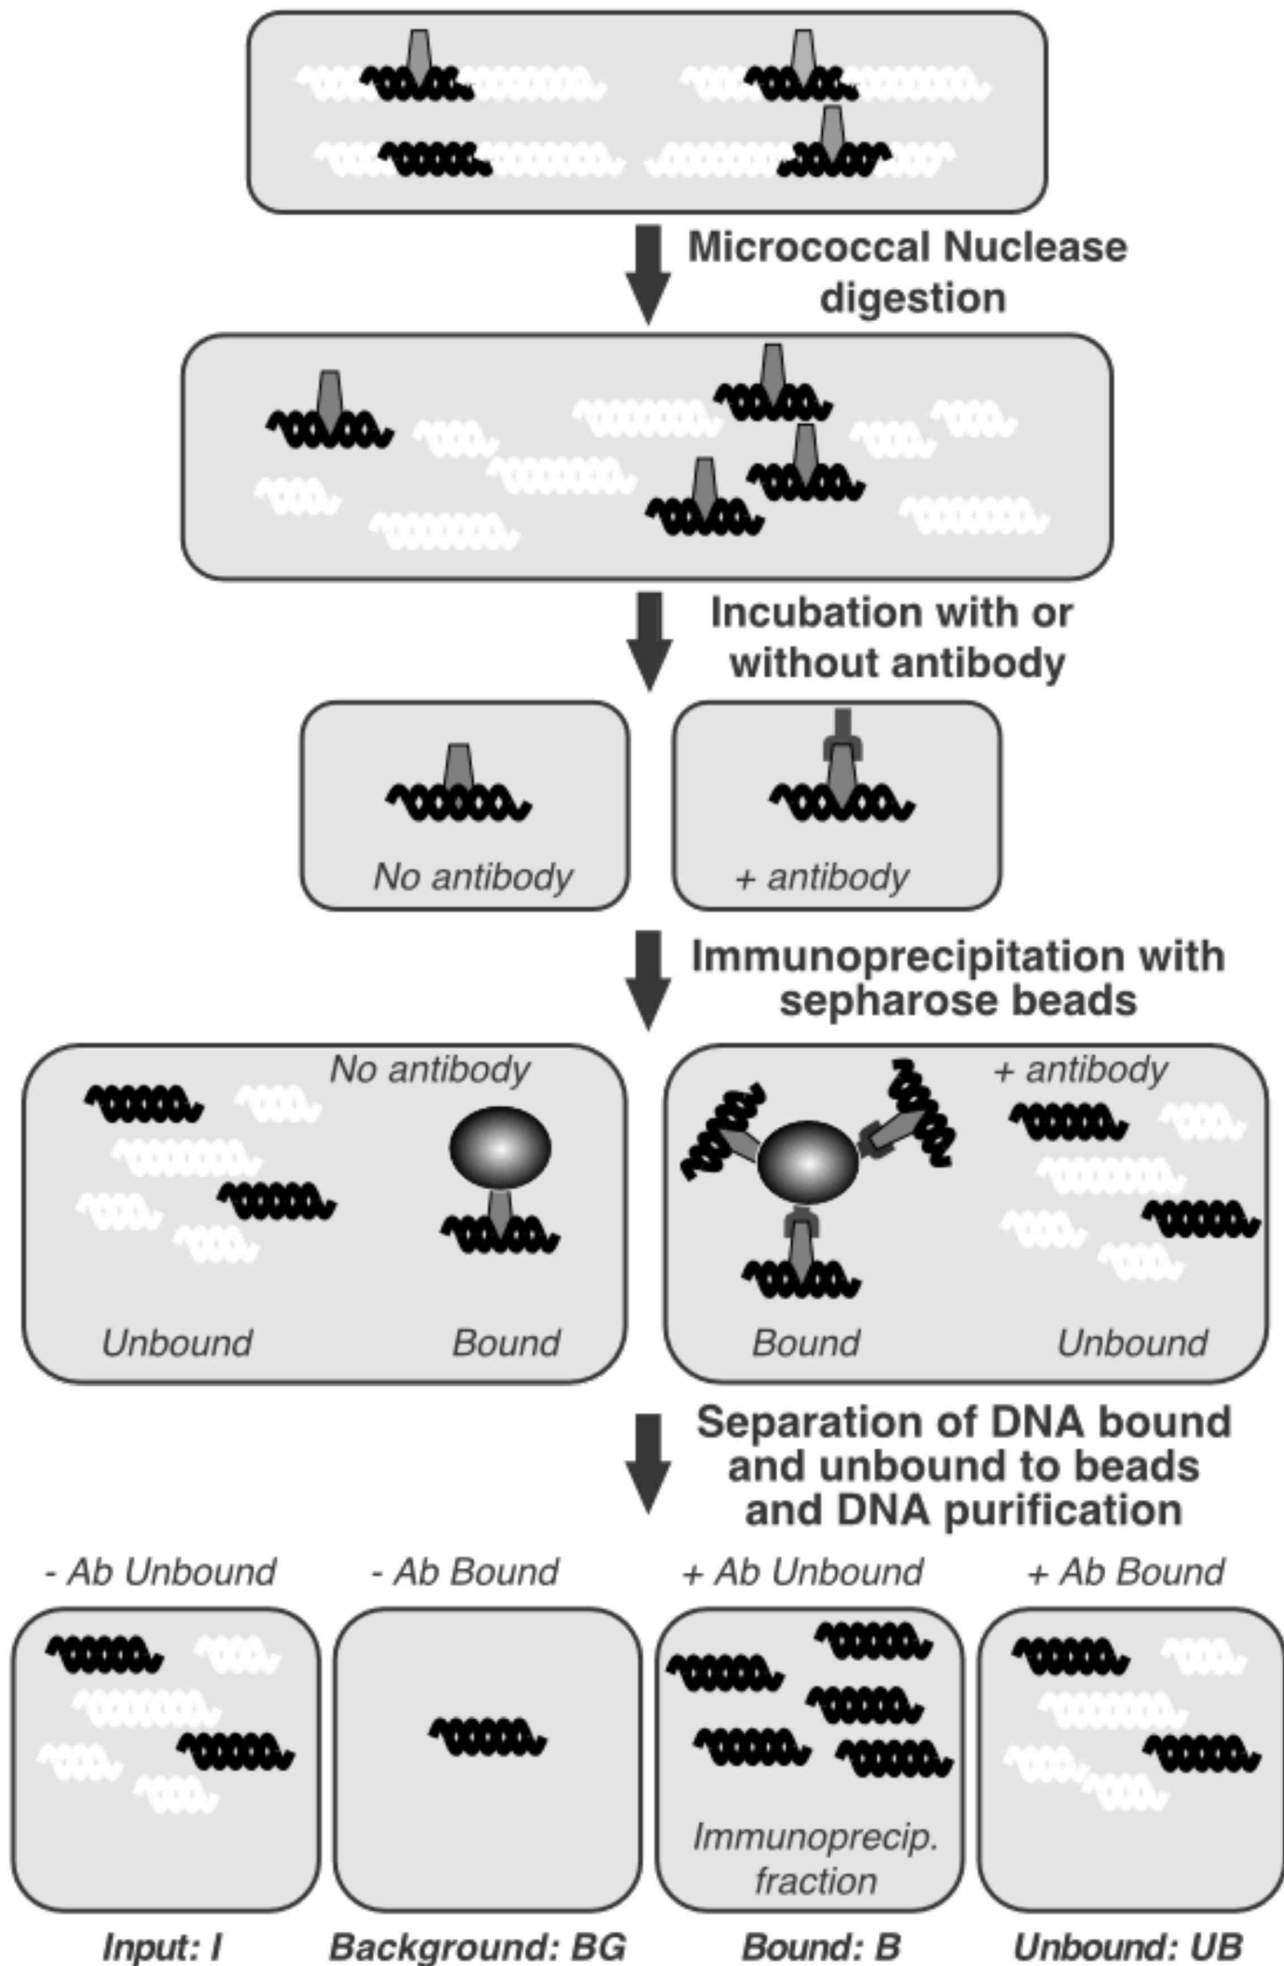 Micrococcal Nuclease
digestion
Incubation with or
without antibody
No antibody
+ antibody
Immunoprecipitation with
sepharose beads
No antibody
+ antibody
Unbound
Bound
Bound
Unbound
Separation of DNA bound
and unbound to beads
and DNA purification
- Ab Unbound
- Ab Bound
+ Ab Unbound
+ Ab Bound
Immunoprecip.
fraction
Input: I
Background: BG
Bound: B
Unbound: UB